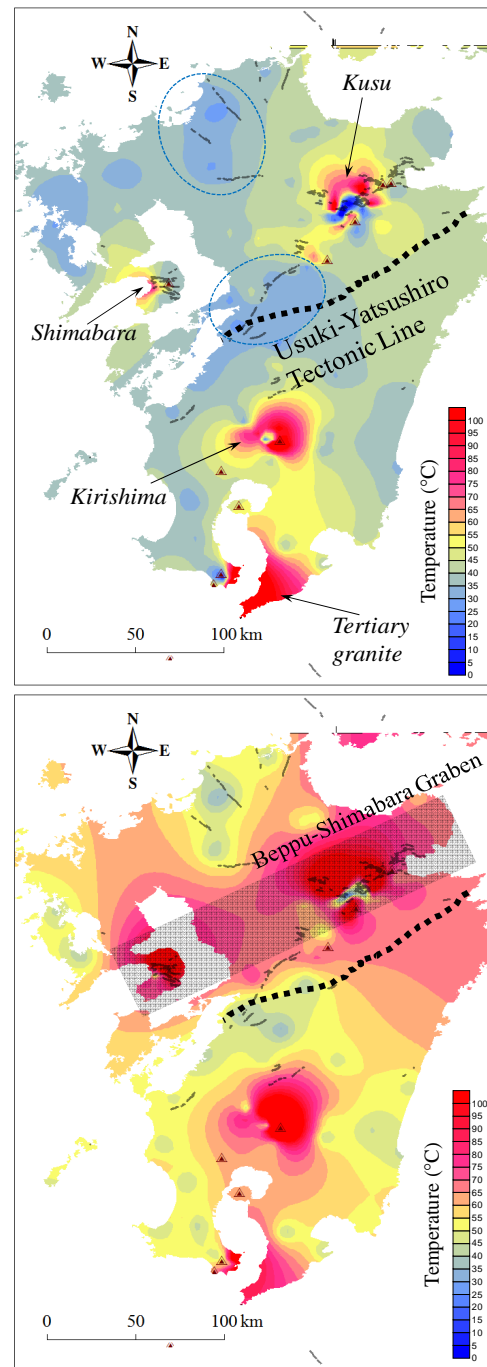 N
W E
S
Kusu
Shimabara
Usuki-Yatsushiro
Tectonic Line
Kirishima
Tertiary
granite
0 50 100 km
Temperature (°C)
100
95
90
85
80
75
70
65
60
55
50
45
40
35
30
25
20
15
10
5
0
N
W E
S
Beppu-Shimabara Graben
0 50 100 km
Temperature (°C)
100
95
90
85
80
75
70
65
60
55
50
45
40
35
30
25
20
15
10
5
0